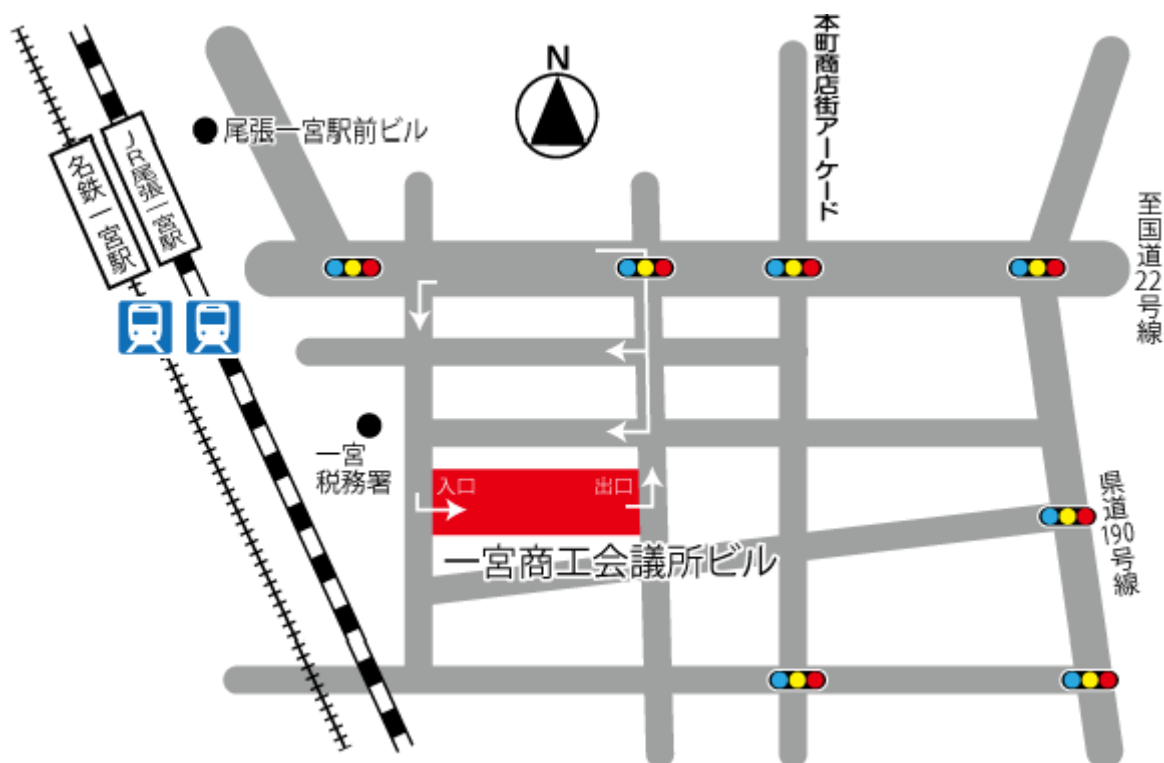 N
本町商店街アーケード
尾張一宮駅前ビル
JR尾張一宮駅
名鉄一宮駅
至国道22号線
一宮
税務署
入口
出口
一宮商工会議所ビル
県道190号線